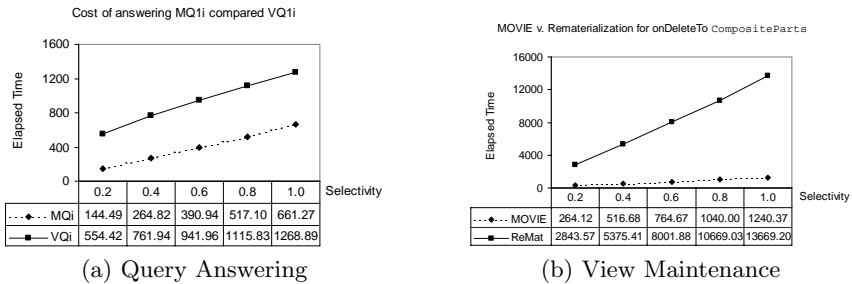 Cost of answering MQ1i compared VQ1i
1600
1200
800
400
0
Elapsed Time
0.2 0.4 0.6 0.8 1.0 Selectivity
MQi 144.49 264.82 390.94 517.10 661.27
VQi 554.42 761.94 941.96 1115.83 1268.89
(a) Query Answering
MOVIE v. Rematerialization for onDeleteTo CompositeParts
16000
12000
8000
4000
0
Elapsed Time
0.2 0.4 0.6 0.8 1.0 Selectivity
MOVIE 264.12 516.68 764.67 1040.00 1240.37
ReMat 2843.57 5375.41 8001.88 10669.03 13669.20
(b) View Maintenance